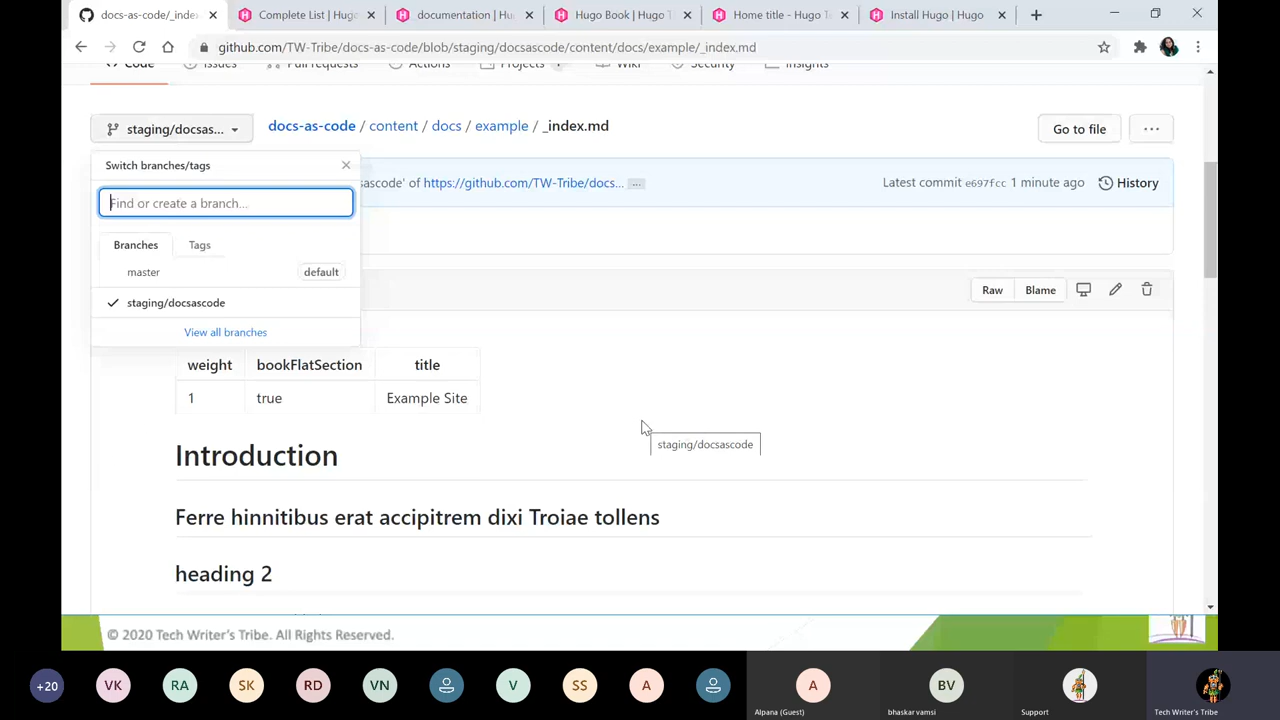 docs-as-code/_inde
Complete List | Hug
documentation | Hu
Hugo Book | Hugo T
Home title - Hugo T
Install Hugo | Hugo
github.com/TW-Tribe/docs-as-code/blob/staging/docsascode/content/docs/example/_index.md
Code
Issues
Pull requests
Actions
Projects
Wiki
Security
Insights
staging/docsas...
docs-as-code / content / docs / example / _index.md
Go to file
...
Switch branches/tags
ascode' of https://github.com/TW-Tribe/docs... ...
Latest commit e697fcc 1 minute ago
History
Find or create a branch...
Branches
Tags
master
default
staging/docsascode
View all branches
Raw
Blame
weight bookFlatSection title
1 true Example Site
staging/docsascode
Introduction
Ferre hinnitibus erat accipitrem dixi Troiae tollens
heading 2
© 2020 Tech Writer's Tribe. All Rights Reserved.
+20
VK
RA
SK
RD
VN
V
SS
A
A
Alpana (Guest)
BV
bhaskar vamsi
Support
Tech Writer's Tribe